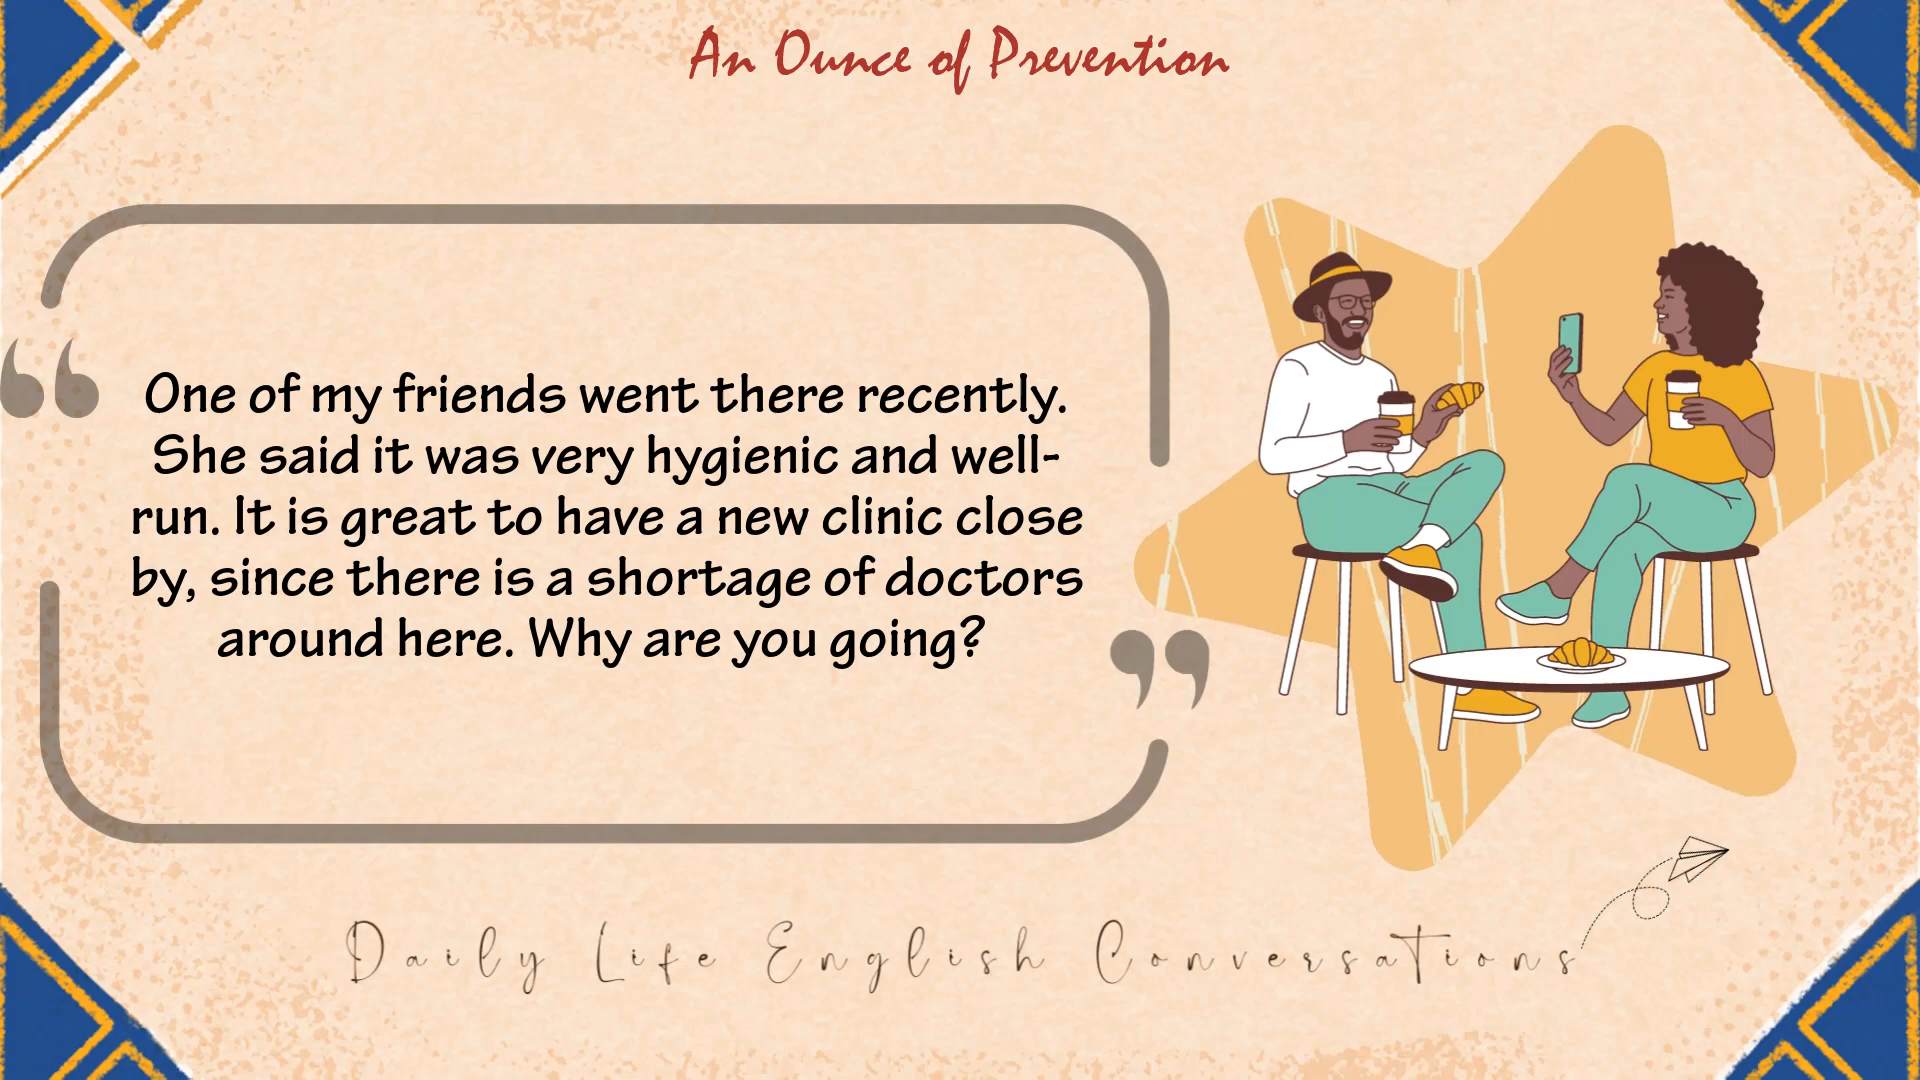 An Ounce of Prevention
“
One of my friends went there recently.
She said it was very hygienic and well-
run. It is great to have a new clinic close
by, since there is a shortage of doctors
around here. Why are you going?
”
Daily Life English ConversaTions